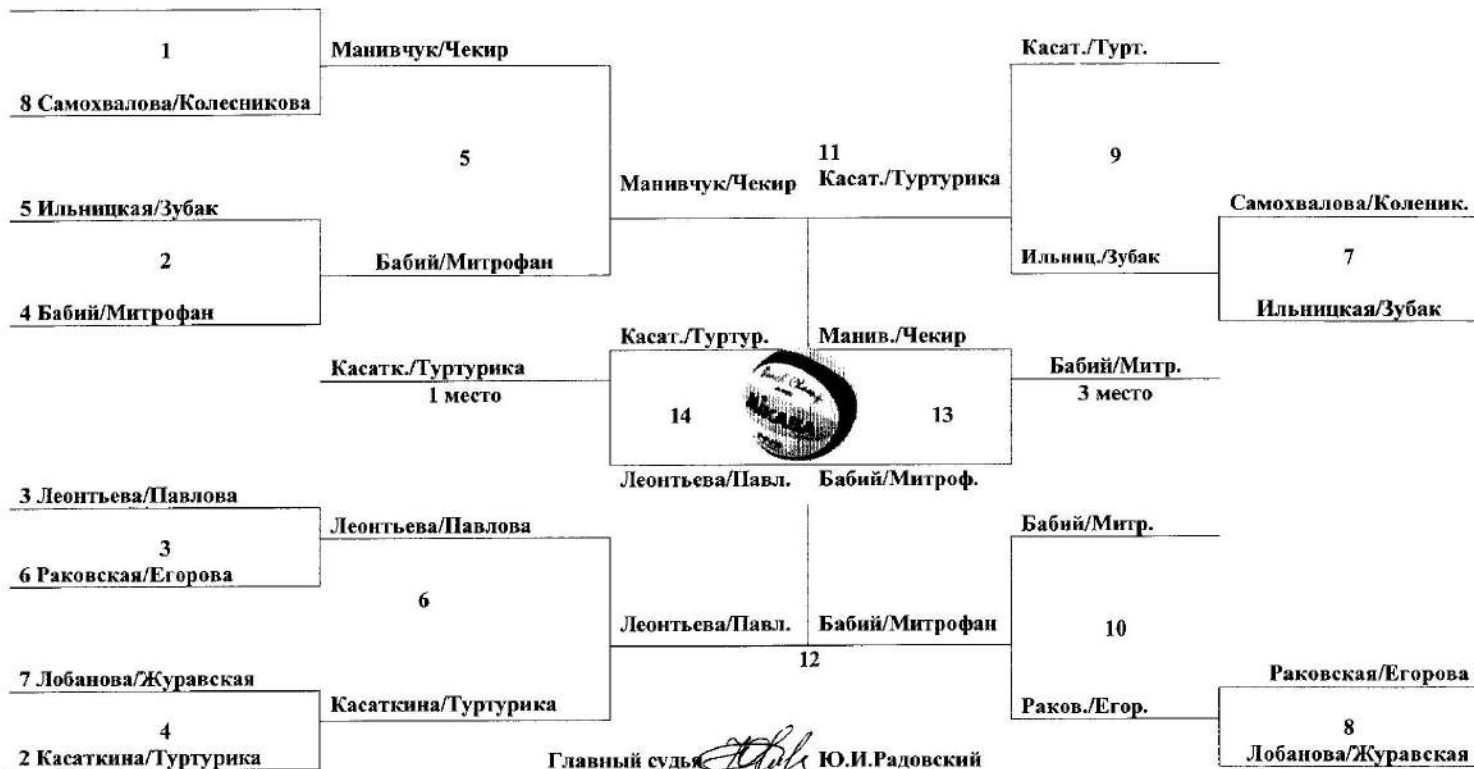 1
Манивчук/Чекир
Касат./Турт.
8 Самохвалова/Колесникова
5
11
9
Манивчук/Чекир
Касат./Туртурика
5 Ильницкая/Зубак
Самохвалова/Коленик.
2
Бабий/Митрофан
Ильниц./Зубак
7
4 Бабий/Митрофан
Ильницкая/Зубак
Касат./Туртур.
Манив./Чекир
Касатк./Туртурика
Бабий/Митр.
1 место
3 место
14
MIKASA
13
Леонтьева/Павл.
Бабий/Митроф.
3 Леонтьева/Павлова
Леонтьева/Павлова
Бабий/Митр.
3
6 Раковская/Егорова
6
Леонтьева/Павл.
Бабий/Митрофан
10
12
7 Лобанова/Журавская
Раковская/Егорова
Касаткина/Туртурика
Раков./Егор.
4
8
2 Касаткина/Туртурика
Лобанова/Журавская
Главный судья Ю.И.Радовский